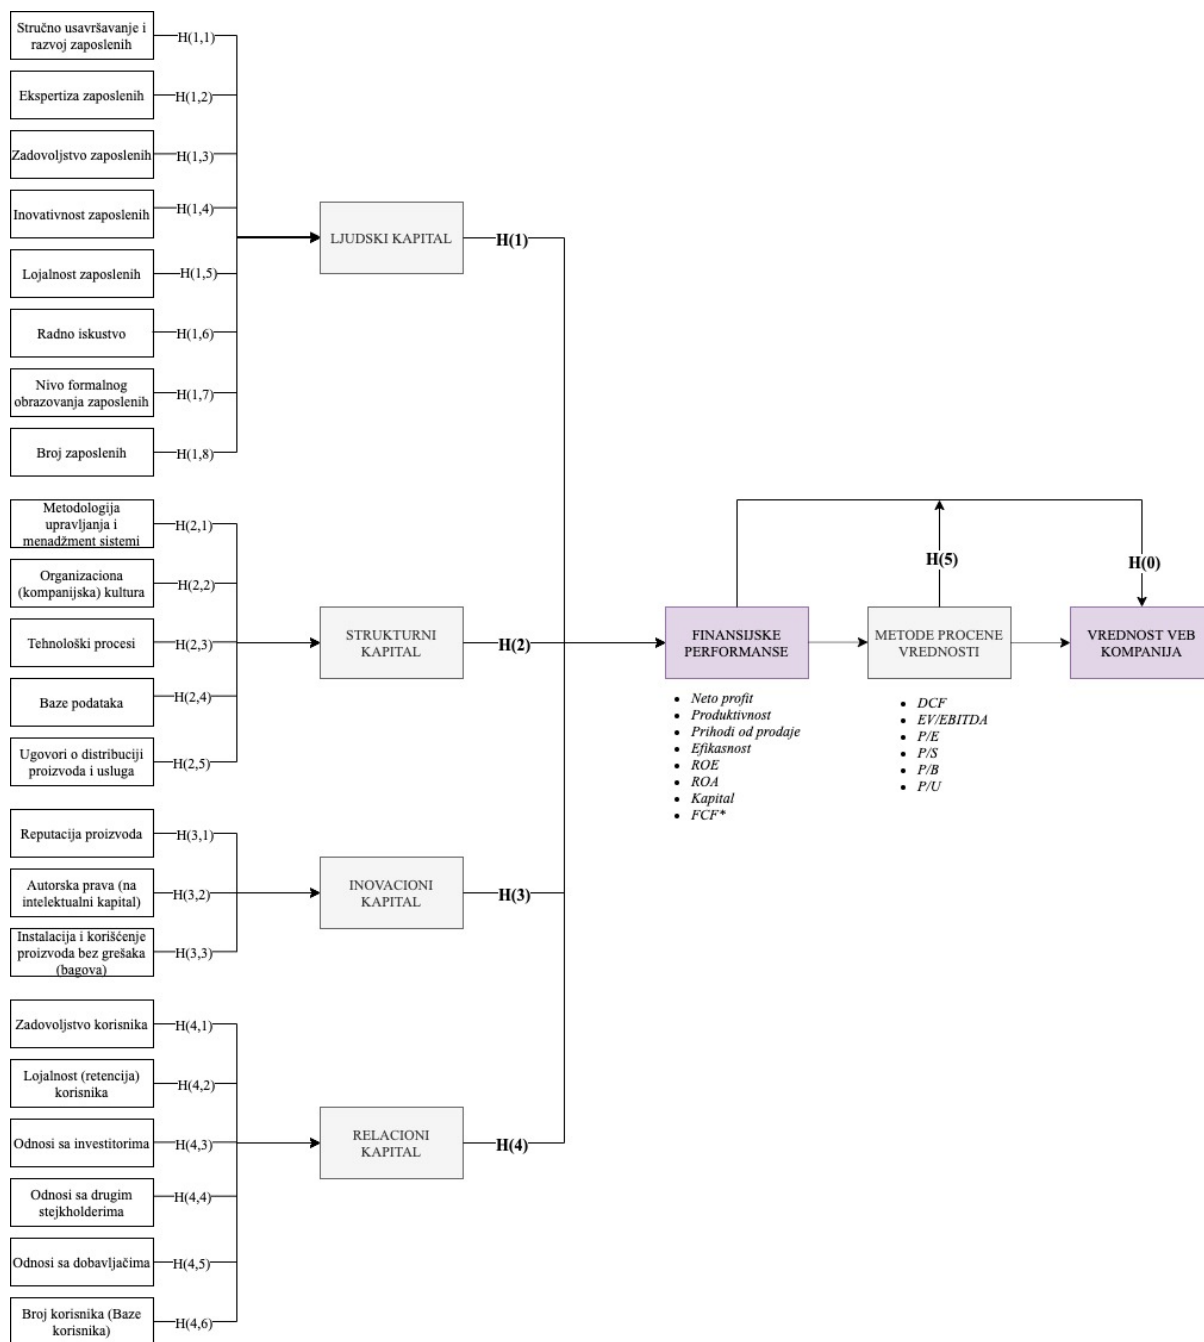 Stručno usavršavanje i
razvoj zaposlenih
H(1,1)
Ekspertiza zaposlenih
H(1,2)
Zadovoljstvo zaposlenih
H(1,3)
Inovativnost zaposlenih
H(1,4)
Lojalnost zaposlenih
H(1,5)
Radno iskustvo
H(1,6)
Nivo formalnog
obrazovanja zaposlenih
H(1,7)
Broj zaposlenih
H(1,8)
LJUDSKI KAPITAL
H(1)
Metodologija
upravljanja i
menadžment sistemi
H(2,1)
Organizaciona
(kompanijska) kultura
H(2,2)
Tehnološki procesi
H(2,3)
Baze podataka
H(2,4)
Ugovori o distribuciji
proizvoda i usluga
H(2,5)
STRUKTURNI
KAPITAL
H(2)
Reputacija proizvoda
H(3,1)
Autorska prava (na
intelektualni kapital)
H(3,2)
Instalacija i korišćenje
proizvoda bez grešaka
(bagova)
H(3,3)
INOVACIONI
KAPITAL
H(3)
Zadovoljstvo korisnika
H(4,1)
Lojalnost (retencija)
korisnika
H(4,2)
Odnosi sa investitorima
H(4,3)
Odnosi sa drugim
stejkholderima
H(4,4)
Odnosi sa dobavljačima
H(4,5)
Broj korisnika (Baze
korisnika)
H(4,6)
RELACIONI
KAPITAL
H(4)
H(5)
H(0)
FINANSIJSKE
PERFORMANSE
• Neto profit
• Produktivnost
• Prihodi od prodaje
• Efikasnost
• ROE
• ROA
• Kapital
• FCF*
METODE PROCENE
VREDNOSTI
• DCF
• EV/EBITDA
• P/E
• P/S
• P/B
• P/U
VREDNOST VEB
KOMPANIJA